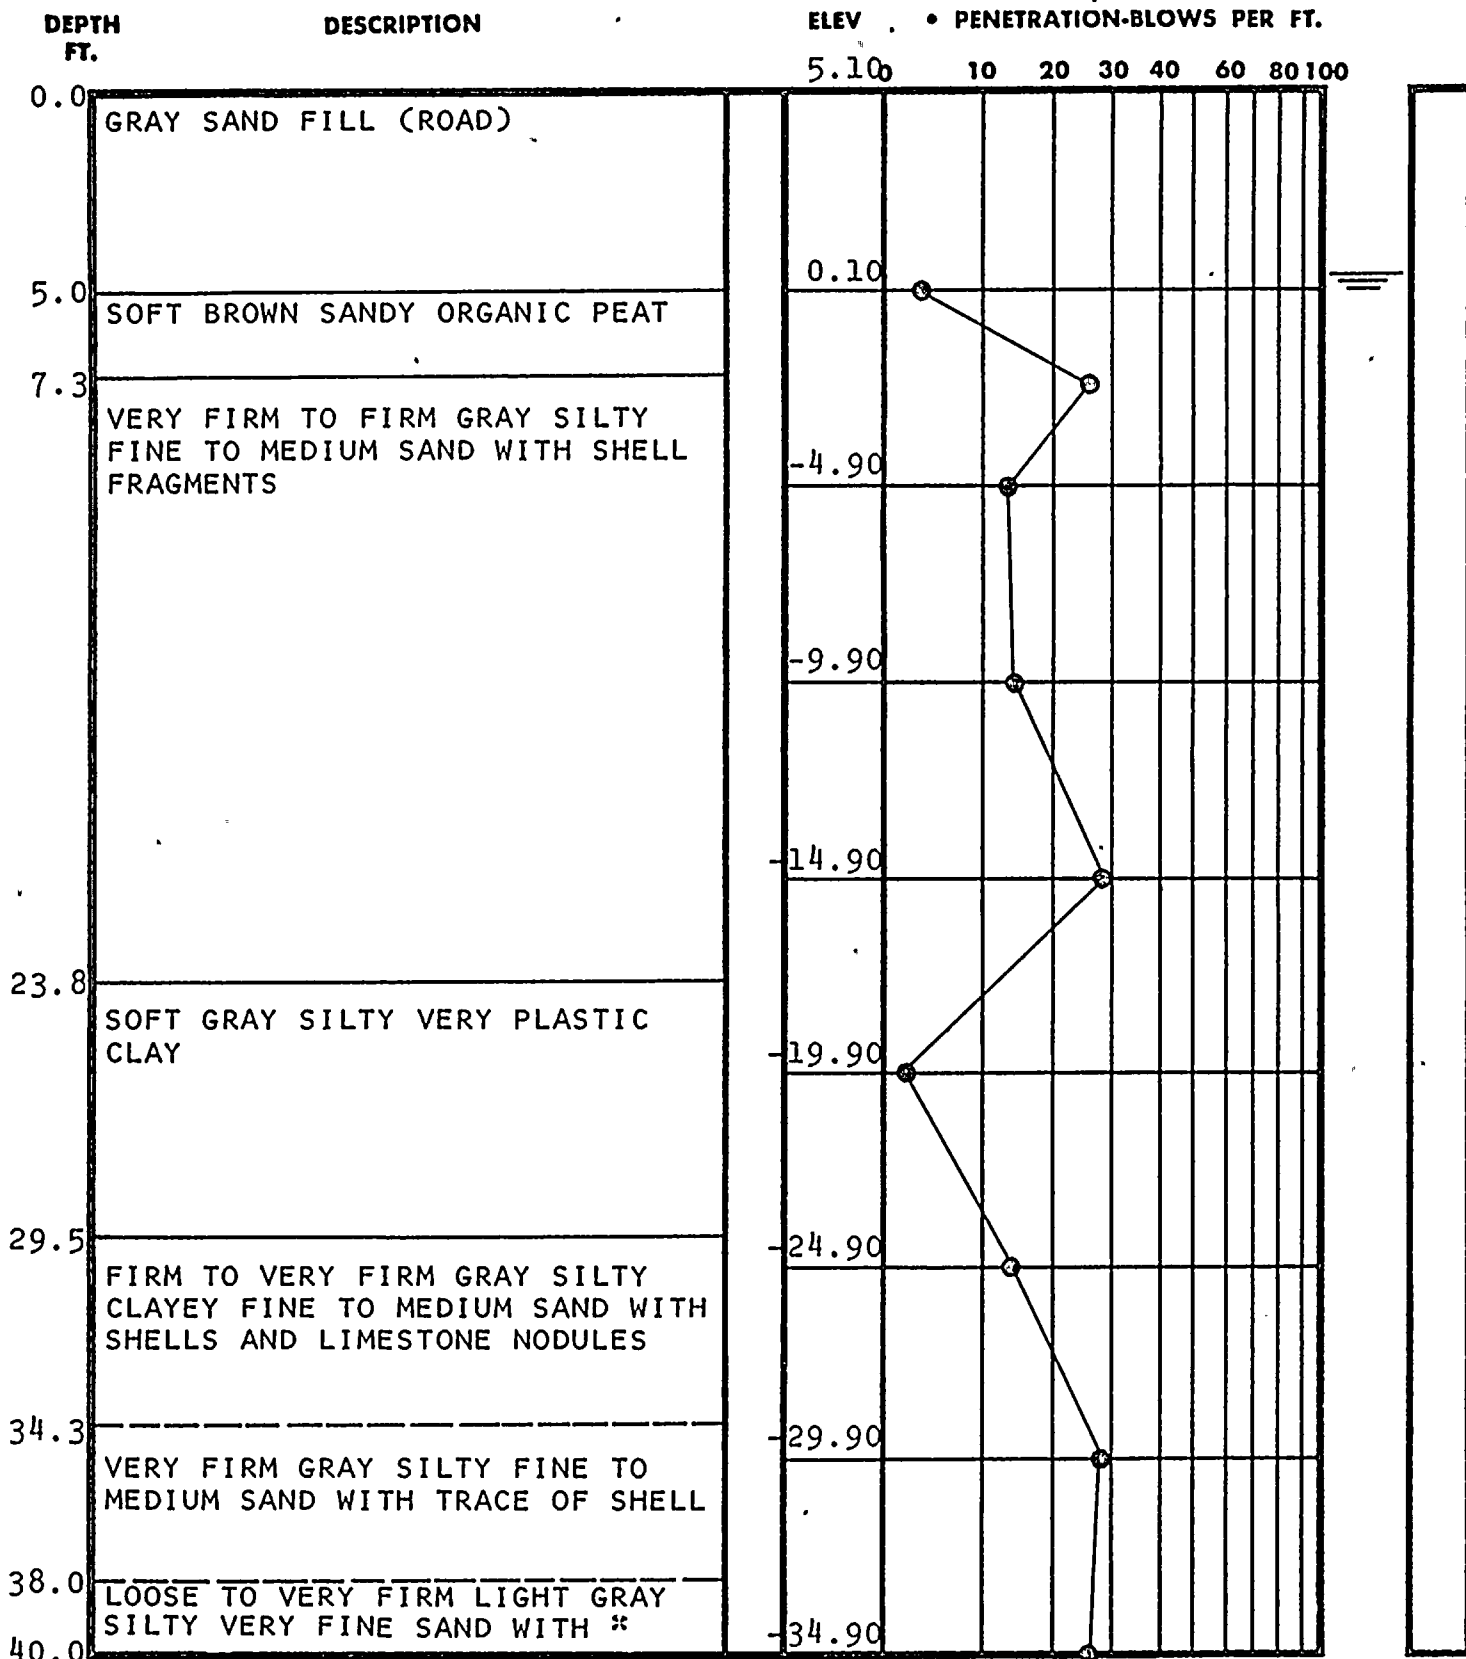 DEPTH FT. DESCRIPTION ELEV • PENETRATION-BLOWS PER FT.
5.10 0 10 20 30 40 60 80 100
0.0
GRAY SAND FILL (ROAD)
0.10
5.0
SOFT BROWN SANDY ORGANIC PEAT
7.3
VERY FIRM TO FIRM GRAY SILTY
FINE TO MEDIUM SAND WITH SHELL
FRAGMENTS
-4.90
-9.90
-14.90
23.8
SOFT GRAY SILTY VERY PLASTIC
CLAY
-19.90
29.5
-24.90
FIRM TO VERY FIRM GRAY SILTY
CLAYEY FINE TO MEDIUM SAND WITH
SHELLS AND LIMESTONE NODULES
34.3
-29.90
VERY FIRM GRAY SILTY FINE TO
MEDIUM SAND WITH TRACE OF SHELL
38.0
LOOSE TO VERY FIRM LIGHT GRAY
SILTY VERY FINE SAND WITH *
-34.90
40.0